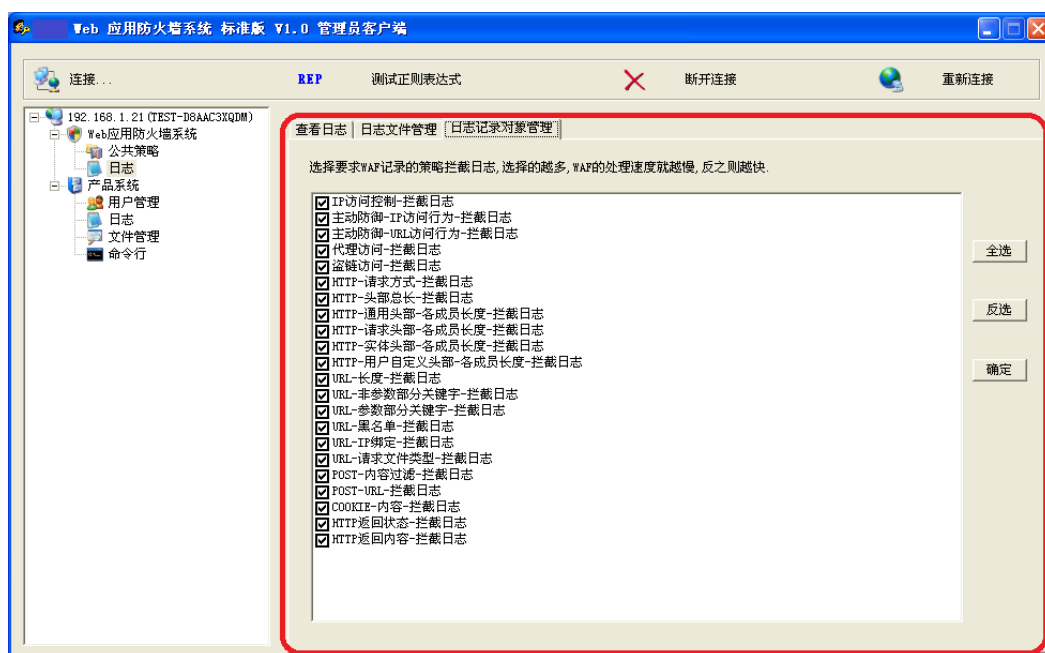 Web 应用防火墙系统 标准版 V1.0 管理员客户端
连接... REP 测试正则表达式 断开连接 重新连接
192.168.1.21(TEST-D8AAC3XQDM)
Web应用防火墙系统
公共策略
日志
产品系统
用户管理
日志
文件管理
命令行
查看日志 日志文件管理 日志记录对象管理
选择要求WAF记录的策略拦截日志,选择的越多,WAF的处理速度就越慢,反之则越快.
IP访问控制-拦截日志
主动防御-IP访问行为-拦截日志
主动防御-URL访问行为-拦截日志
代理访问-拦截日志
盗链访问-拦截日志
HTTP-请求方式-拦截日志
HTTP-头部总长-拦截日志
HTTP-通用头部-各成员长度-拦截日志
HTTP-请求头部-各成员长度-拦截日志
HTTP-实体头部-各成员长度-拦截日志
HTTP-用户自定义头部-各成员长度-拦截日志
URL-长度-拦截日志
URL-非参数部分关键字-拦截日志
URL-参数部分关键字-拦截日志
URL-黑名单-拦截日志
URL-IP绑定-拦截日志
URL-请求文件类型-拦截日志
POST-内容过滤-拦截日志
POST-URL-拦截日志
COOKIE-内容-拦截日志
HTTP返回状态-拦截日志
HTTP返回内容-拦截日志
全选
反选
确定